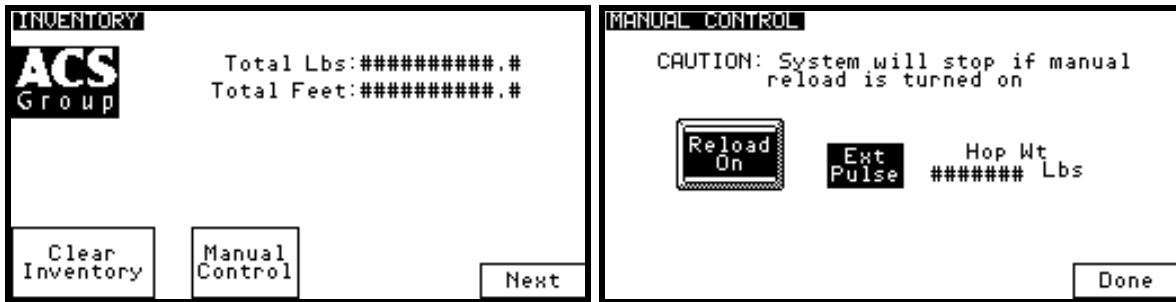 INVENTORY
ACS
Group
Total Lbs:##########.#
Total Feet:##########.#
Clear
Inventory
Manual
Control
Next
MANUAL CONTROL
CAUTION: System will stop if manual
reload is turned on
Reload
On
Ext
Pulse
Hop Wt
####### Lbs
Done